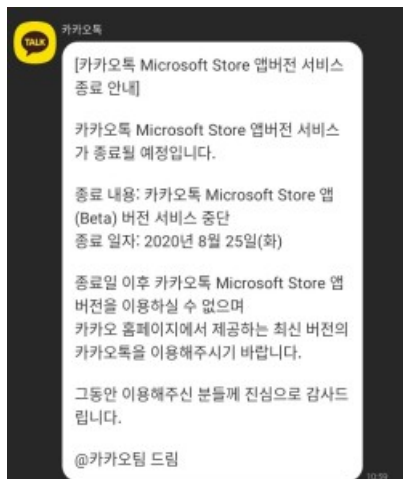 카카오톡
TALK
[카카오톡 Microsoft Store 앱버전 서비스
종료 안내]
카카오톡 Microsoft Store 앱버전 서비스
가 종료될 예정입니다.
종료 내용: 카카오톡 Microsoft Store 앱
(Beta) 버전 서비스 중단
종료 일자: 2020년 8월 25일(화)
종료일 이후 카카오톡 Microsoft Store 앱
버전을 이용하실 수 없으며
카카오 홈페이지에서 제공하는 최신 버전의
카카오톡을 이용해주시기 바랍니다.
그동안 이용해주신 분들께 진심으로 감사드
립니다.
@카카오팀 드림
10:59